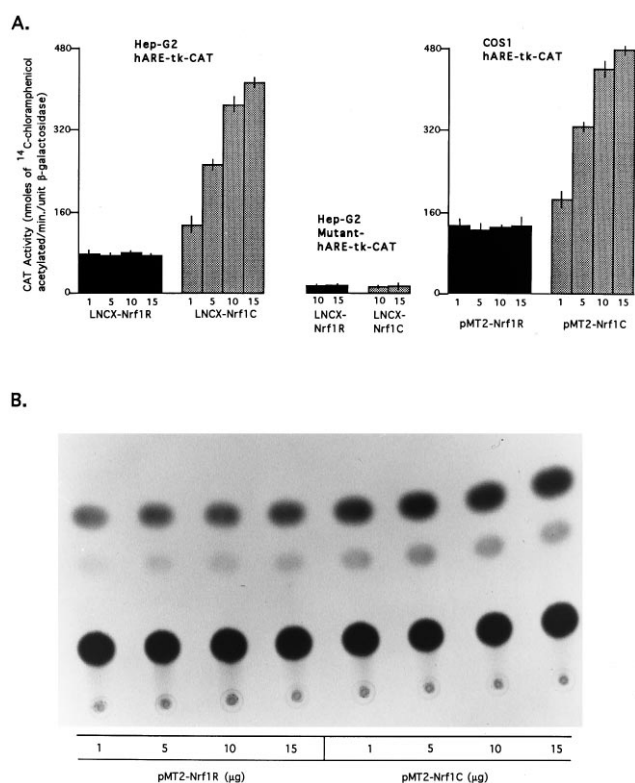 A.
CAT Activity (nmoles of ¹⁴C-chloramphenicol
acetylated/min./unit β-galactosidase)
480
320
160
0
Hep-G2
hARE-tk-CAT
1 5 10 15
LNCX-Nrf1R
1 5 10 15
LNCX-Nrf1C
Hep-G2
Mutant-
hARE-tk-CAT
10 15
LNCX-
Nrf1R
10 15
LNCX-
Nrf1C
480
320
160
0
COS1
hARE-tk-CAT
1 5 10 15
pMT2-Nrf1R
1 5 10 15
pMT2-Nrf1C
B.
1 5 10 15 1 5 10 15
pMT2-Nrf1R (µg) pMT2-Nrf1C (µg)